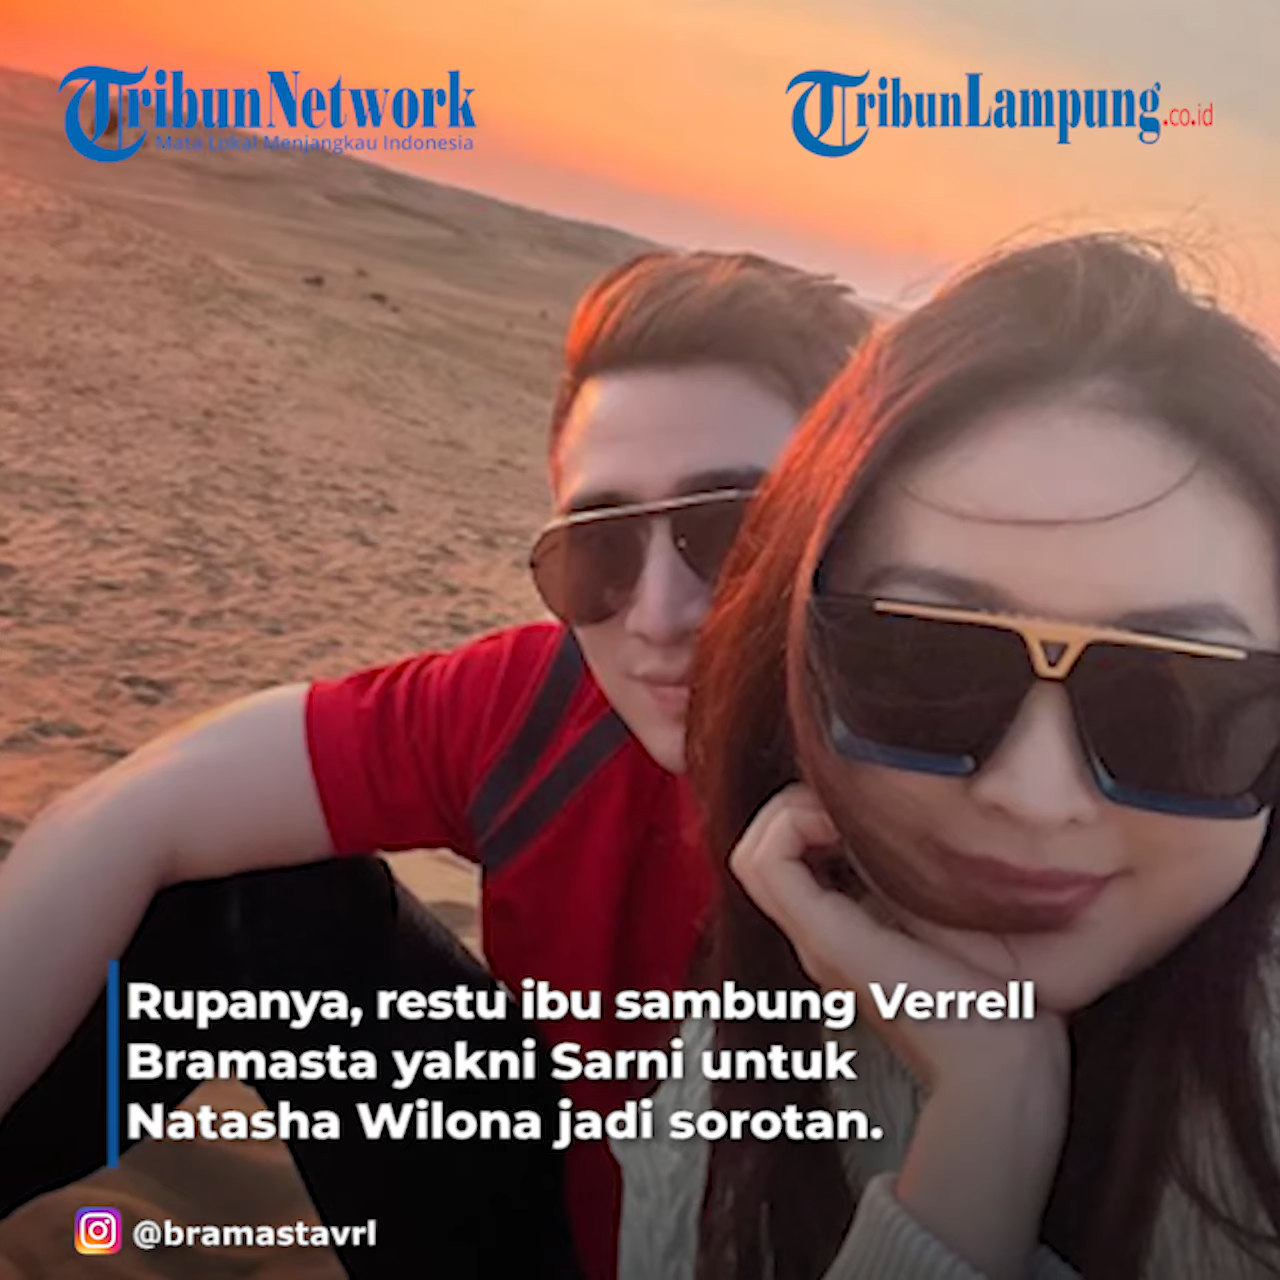 TribunNetwork
Mata Lokal Menjangkau Indonesia
TribunLampung.co.id
Rupanya, restu ibu sambung Verrell
Bramasta yakni Sarni untuk
Natasha Wilona jadi sorotan.
@bramastavrl